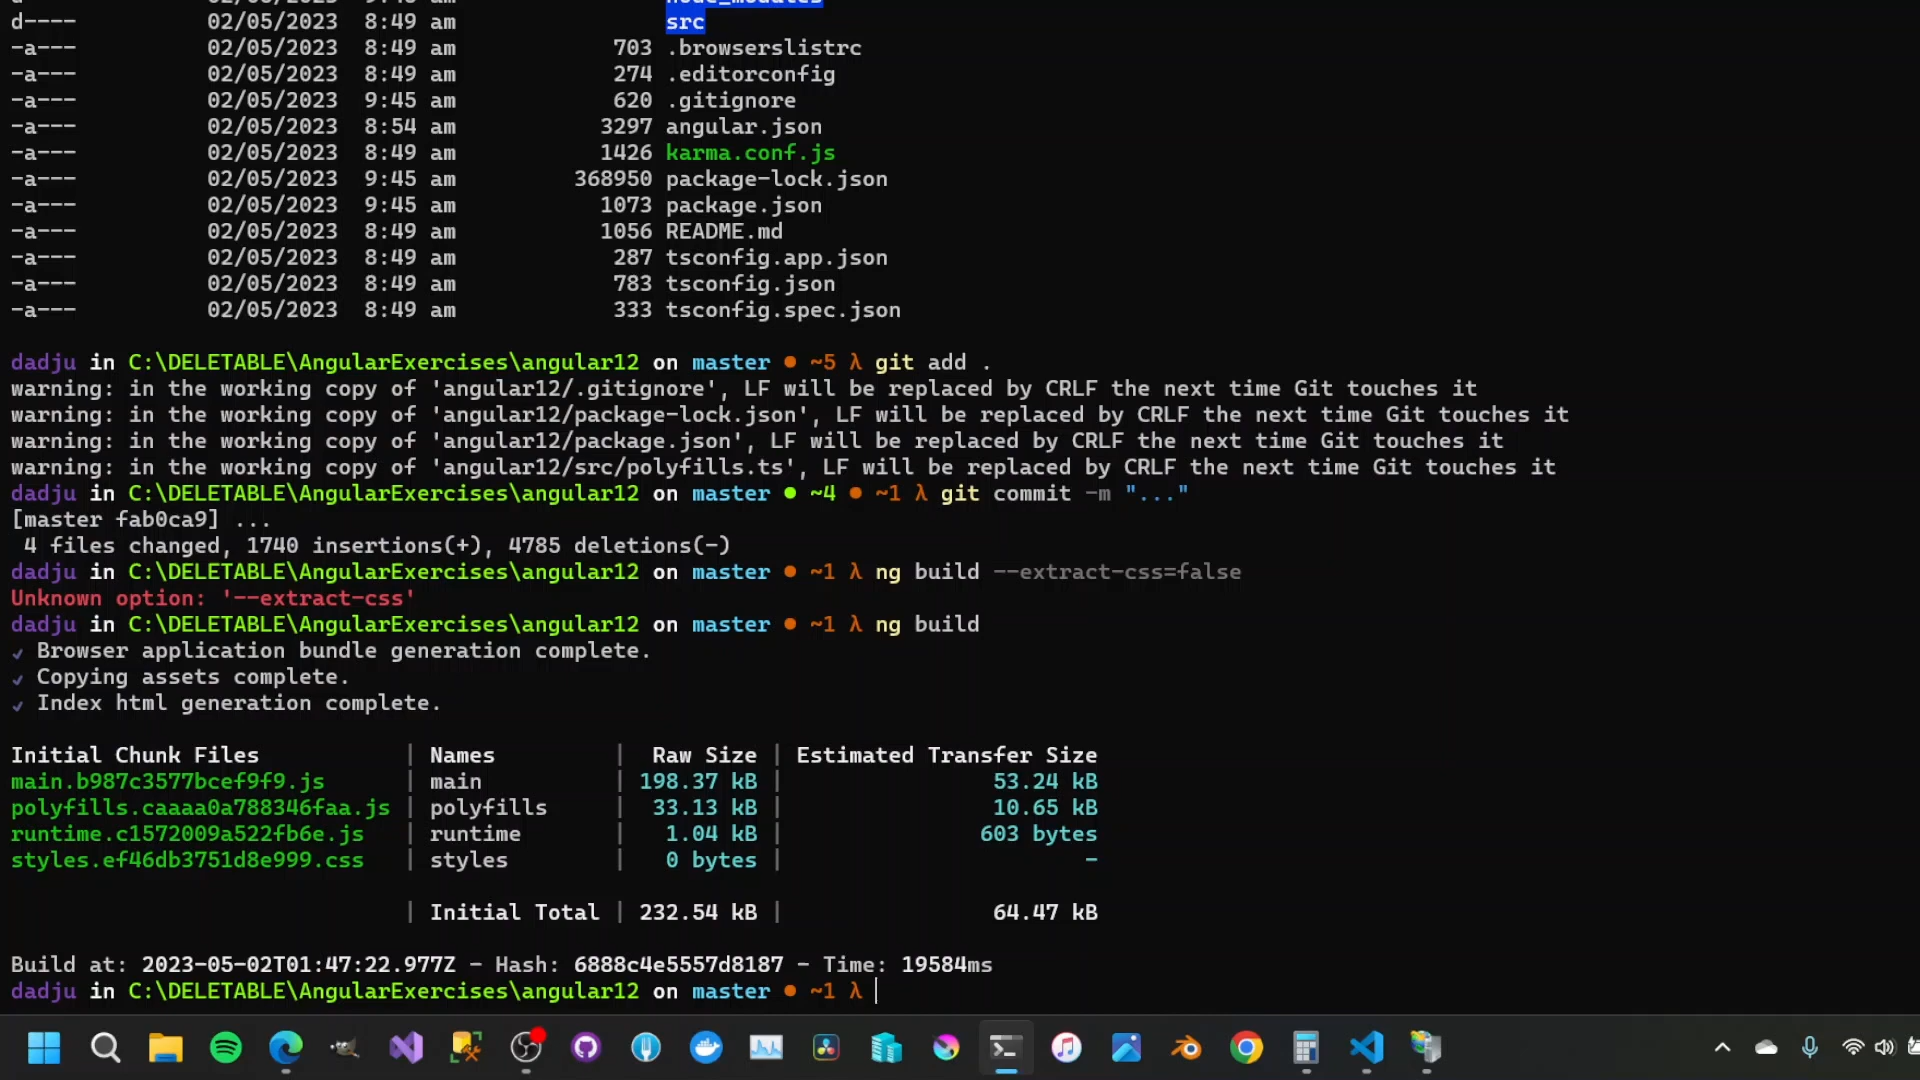 d---- 02/05/2023 8:49 am src
-a--- 02/05/2023 8:49 am 703 .browserslistrc
-a--- 02/05/2023 8:49 am 274 .editorconfig
-a--- 02/05/2023 9:45 am 620 .gitignore
-a--- 02/05/2023 8:54 am 3297 angular.json
-a--- 02/05/2023 8:49 am 1426 karma.conf.js
-a--- 02/05/2023 9:45 am 368950 package-lock.json
-a--- 02/05/2023 9:45 am 1073 package.json
-a--- 02/05/2023 8:49 am 1056 README.md
-a--- 02/05/2023 8:49 am 287 tsconfig.app.json
-a--- 02/05/2023 8:49 am 783 tsconfig.json
-a--- 02/05/2023 8:49 am 333 tsconfig.spec.json
dadju in C:\DELETABLE\AngularExercises\angular12 on master ● ~5 λ git add .
warning: in the working copy of 'angular12/.gitignore', LF will be replaced by CRLF the next time Git touches it
warning: in the working copy of 'angular12/package-lock.json', LF will be replaced by CRLF the next time Git touches it
warning: in the working copy of 'angular12/package.json', LF will be replaced by CRLF the next time Git touches it
warning: in the working copy of 'angular12/src/polyfills.ts', LF will be replaced by CRLF the next time Git touches it
dadju in C:\DELETABLE\AngularExercises\angular12 on master ● ~4 ● ~1 λ git commit -m "..."
[master fab0ca9] ...
4 files changed, 1740 insertions(+), 4785 deletions(-)
dadju in C:\DELETABLE\AngularExercises\angular12 on master ● ~1 λ ng build --extract-css=false
Unknown option: '--extract-css'
dadju in C:\DELETABLE\AngularExercises\angular12 on master ● ~1 λ ng build
✔ Browser application bundle generation complete.
✔ Copying assets complete.
✔ Index html generation complete.
Initial Chunk Files | Names | Raw Size | Estimated Transfer Size
main.b987c3577bcef9f9.js | main | 198.37 kB | 53.24 kB
polyfills.caaaa0a788346faa.js | polyfills | 33.13 kB | 10.65 kB
runtime.c1572009a522fb6e.js | runtime | 1.04 kB | 603 bytes
styles.ef46db3751d8e999.css | styles | 0 bytes | -
| Initial Total | 232.54 kB | 64.47 kB
Build at: 2023-05-02T01:47:22.977Z - Hash: 6888c4e5557d8187 - Time: 19584ms
dadju in C:\DELETABLE\AngularExercises\angular12 on master ● ~1 λ